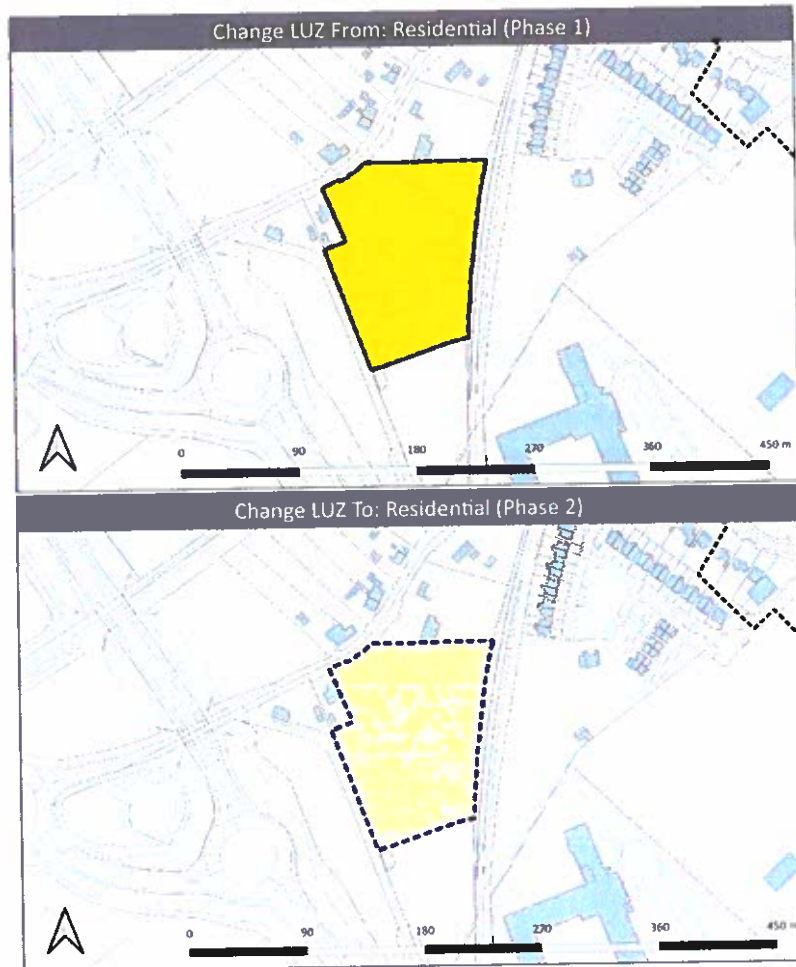 Change LUZ From: Residential (Phase 1)
0 90 180 270 360 450 m
Change LUZ To: Residential (Phase 2)
0 90 180 270 360 450 m